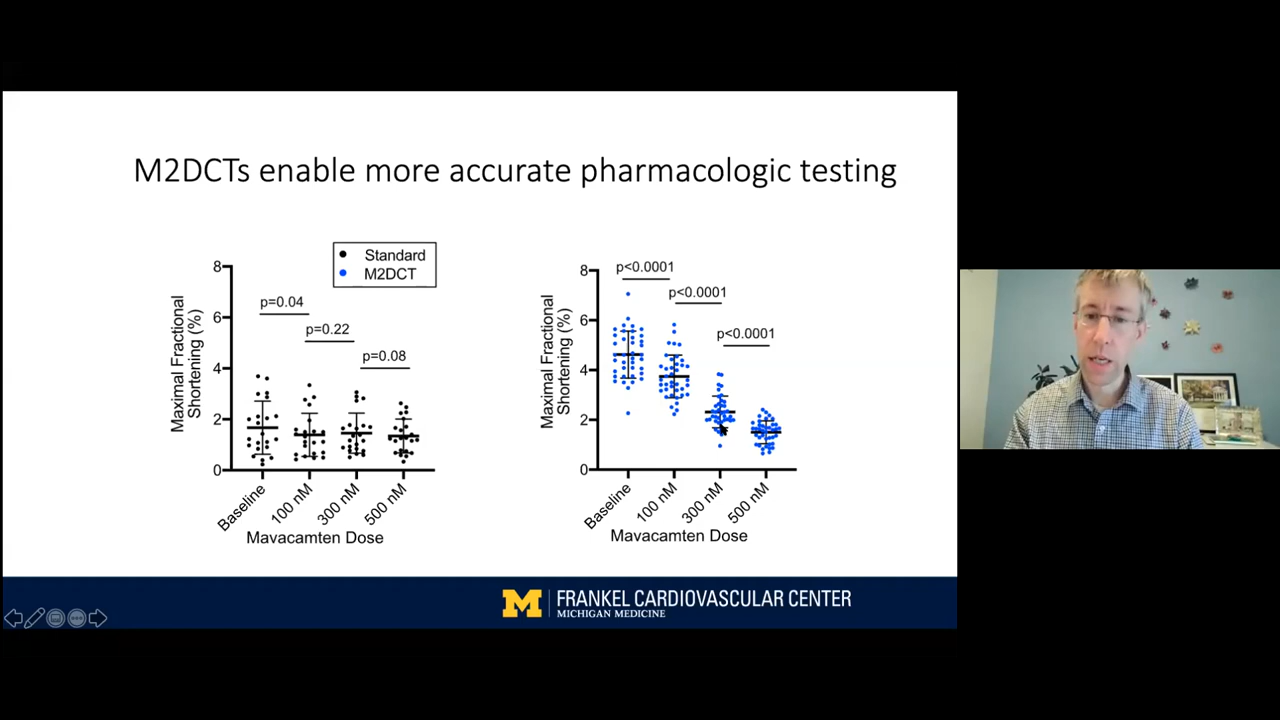 M2DCTs enable more accurate pharmacologic testing
Maximal Fractional
Shortening (%)
8
6
4
2
0
Standard
M2DCT
p=0.04
p=0.22
p=0.08
Baseline
100 nM
300 nM
500 nM
Mavacamten Dose
Maximal Fractional
Shortening (%)
8
6
4
2
0
p<0.0001
p<0.0001
p<0.0001
Baseline
100 nM
300 nM
500 nM
Mavacamten Dose
M
FRANKEL CARDIOVASCULAR CENTER
MICHIGAN MEDICINE